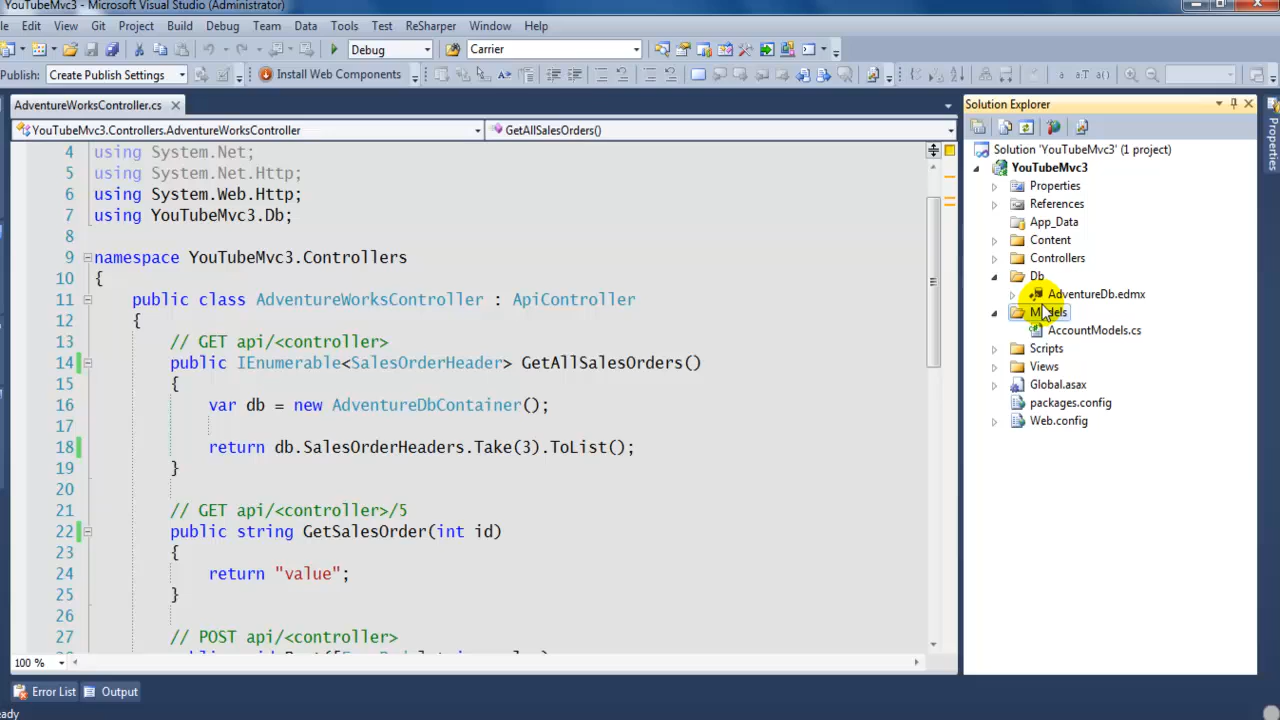 YouTubeMvc3 - Microsoft Visual Studio (Administrator)
le Edit View Git Project Build Debug Team Data Tools Test ReSharper Window Help
Debug Carrier
Publish: Create Publish Settings Install Web Components
AdventureWorksController.cs
YouTubeMvc3.Controllers.AdventureWorksController GetAllSalesOrders()
4 using System.Net;
5 using System.Net.Http;
6 using System.Web.Http;
7 using YouTubeMvc3.Db;
8
9 namespace YouTubeMvc3.Controllers
10 {
11 public class AdventureWorksController : ApiController
12 {
13 // GET api/<controller>
14 public IEnumerable<SalesOrderHeader> GetAllSalesOrders()
15 {
16 var db = new AdventureDbContainer();
17
18 return db.SalesOrderHeaders.Take(3).ToList();
19 }
20
21 // GET api/<controller>/5
22 public string GetSalesOrder(int id)
23 {
24 return "value";
25 }
26
27 // POST api/<controller>
100 %
Error List Output
eady
Solution Explorer
Solution 'YouTubeMvc3' (1 project)
YouTubeMvc3
Properties
References
App_Data
Content
Controllers
Db
AdventureDb.edmx
Models
AccountModels.cs
Scripts
Views
Global.asax
packages.config
Web.config
Properties